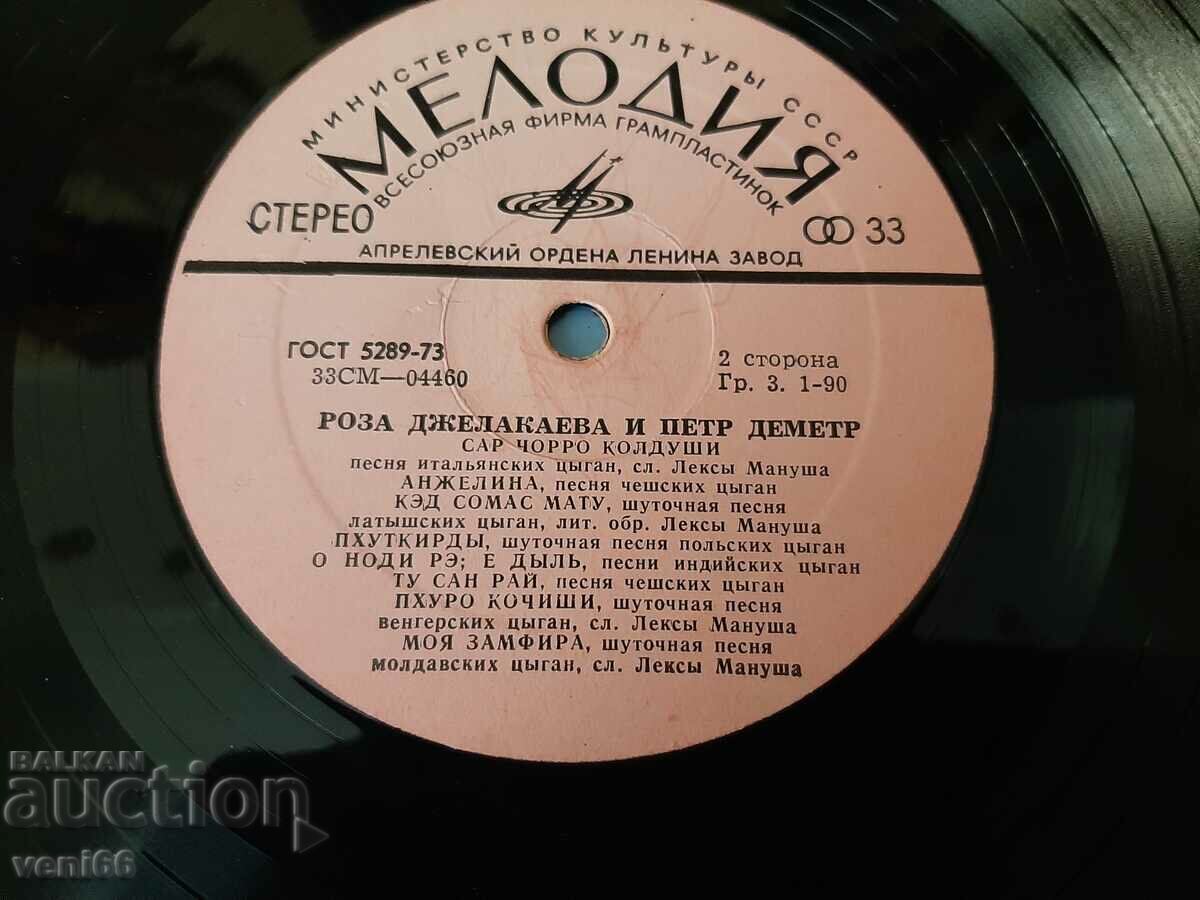 МИНИСТЕРСТВО КУЛЬТУРЫ СССР
МЕЛОДИЯ
ВСЕСОЮЗНАЯ ФИРМА ГРАМПЛАСТИНОК
СТЕРЕО
33
АПРЕЛЕВСКИЙ ОРДЕНА ЛЕНИНА ЗАВОД
ГОСТ 5289-73
33СМ—04460
2 сторона
Гр. 3. 1-90
РОЗА ДЖЕЛАКАЕВА И ПЕТР ДЕМЕТР
САР ЧОРРО КОЛДУШИ
песня итальянских цыган, сл. Лексы Мануша
АНЖЕЛИНА, песня чешских цыган
КЭД СОМАС МАТУ, шуточная песня
латышских цыган, лит. обр. Лексы Мануша
ПХУТКИРДЫ, шуточная песня польских цыган
О НОДИ РЭ; Е ДЫЛЬ, песни индийских цыган
ТУ САН РАЙ, песня чешских цыган
ПХУРО КОЧИШИ, шуточная песня
венгерских цыган, сл. Лексы Мануша
МОЯ ЗАМФИРА, шуточная песня
молдавских цыган, сл. Лексы Мануша
BALKAN
auction
veni66